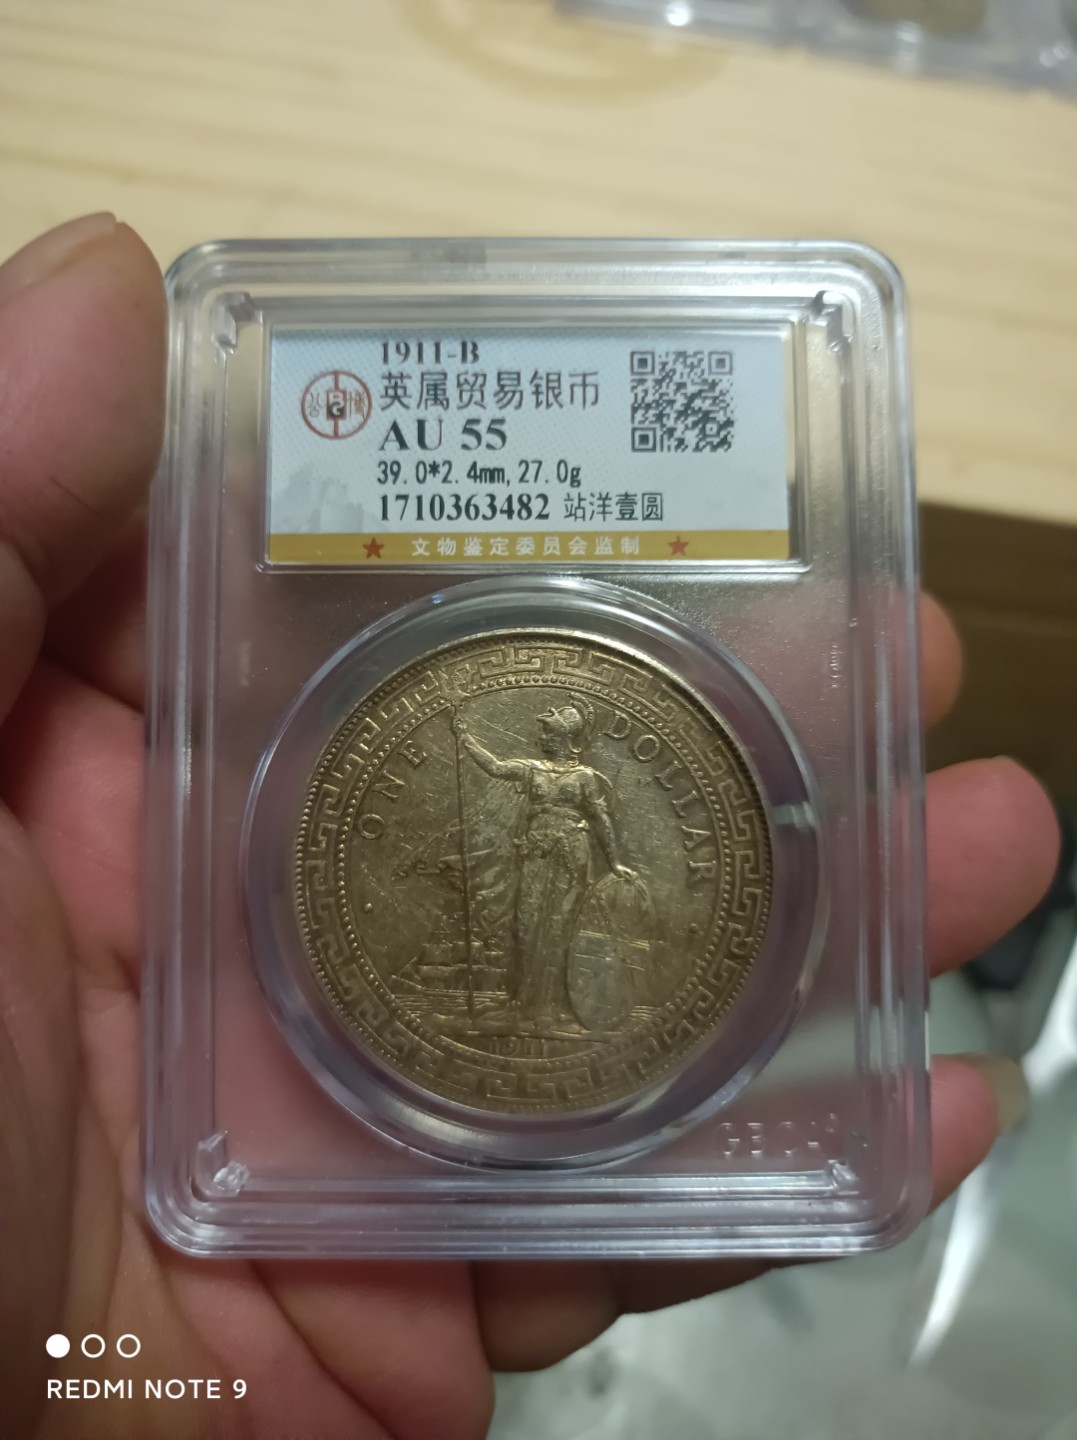 1911-B
英属贸易银币
AU 55
39.0*2.4mm, 27.0g
1710363482 站洋壹圆
★ 文物鉴定委员会监制 ★
ONE DOLLAR
1911
GBCA
REDMI NOTE 9